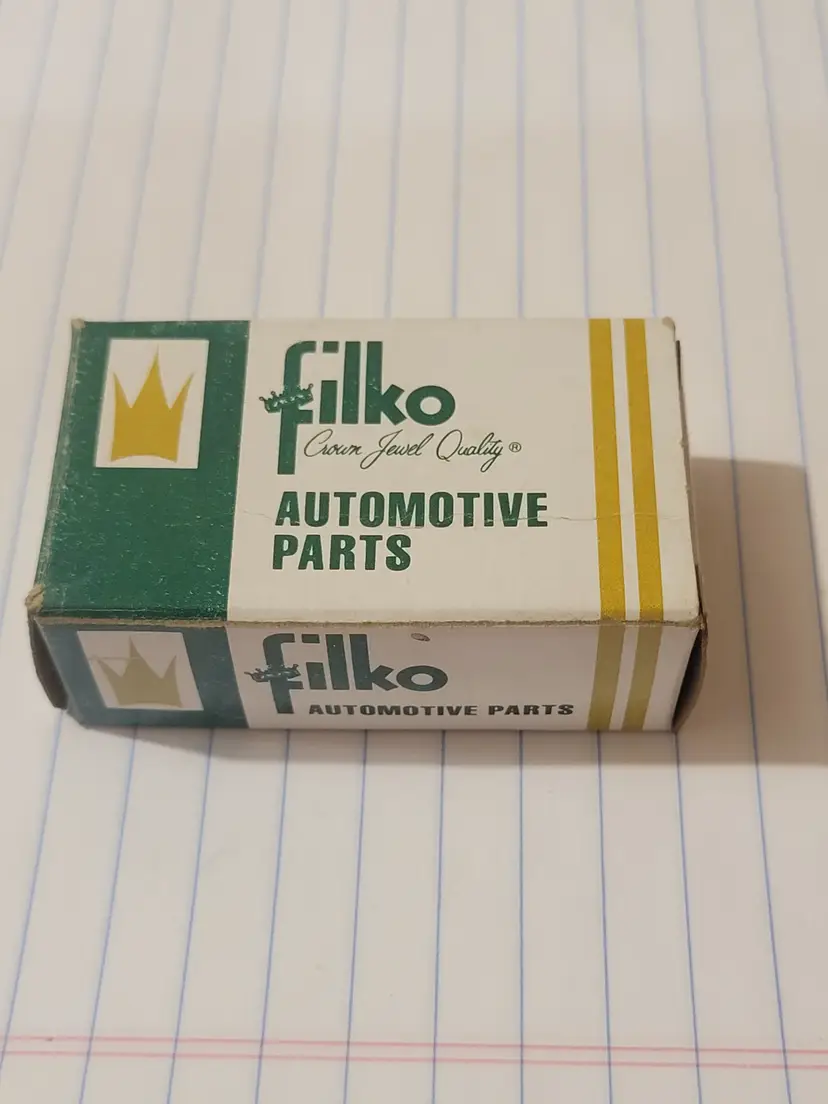 filko
Crown Jewel Quality ®
AUTOMOTIVE
PARTS
filko
AUTOMOTIVE PARTS